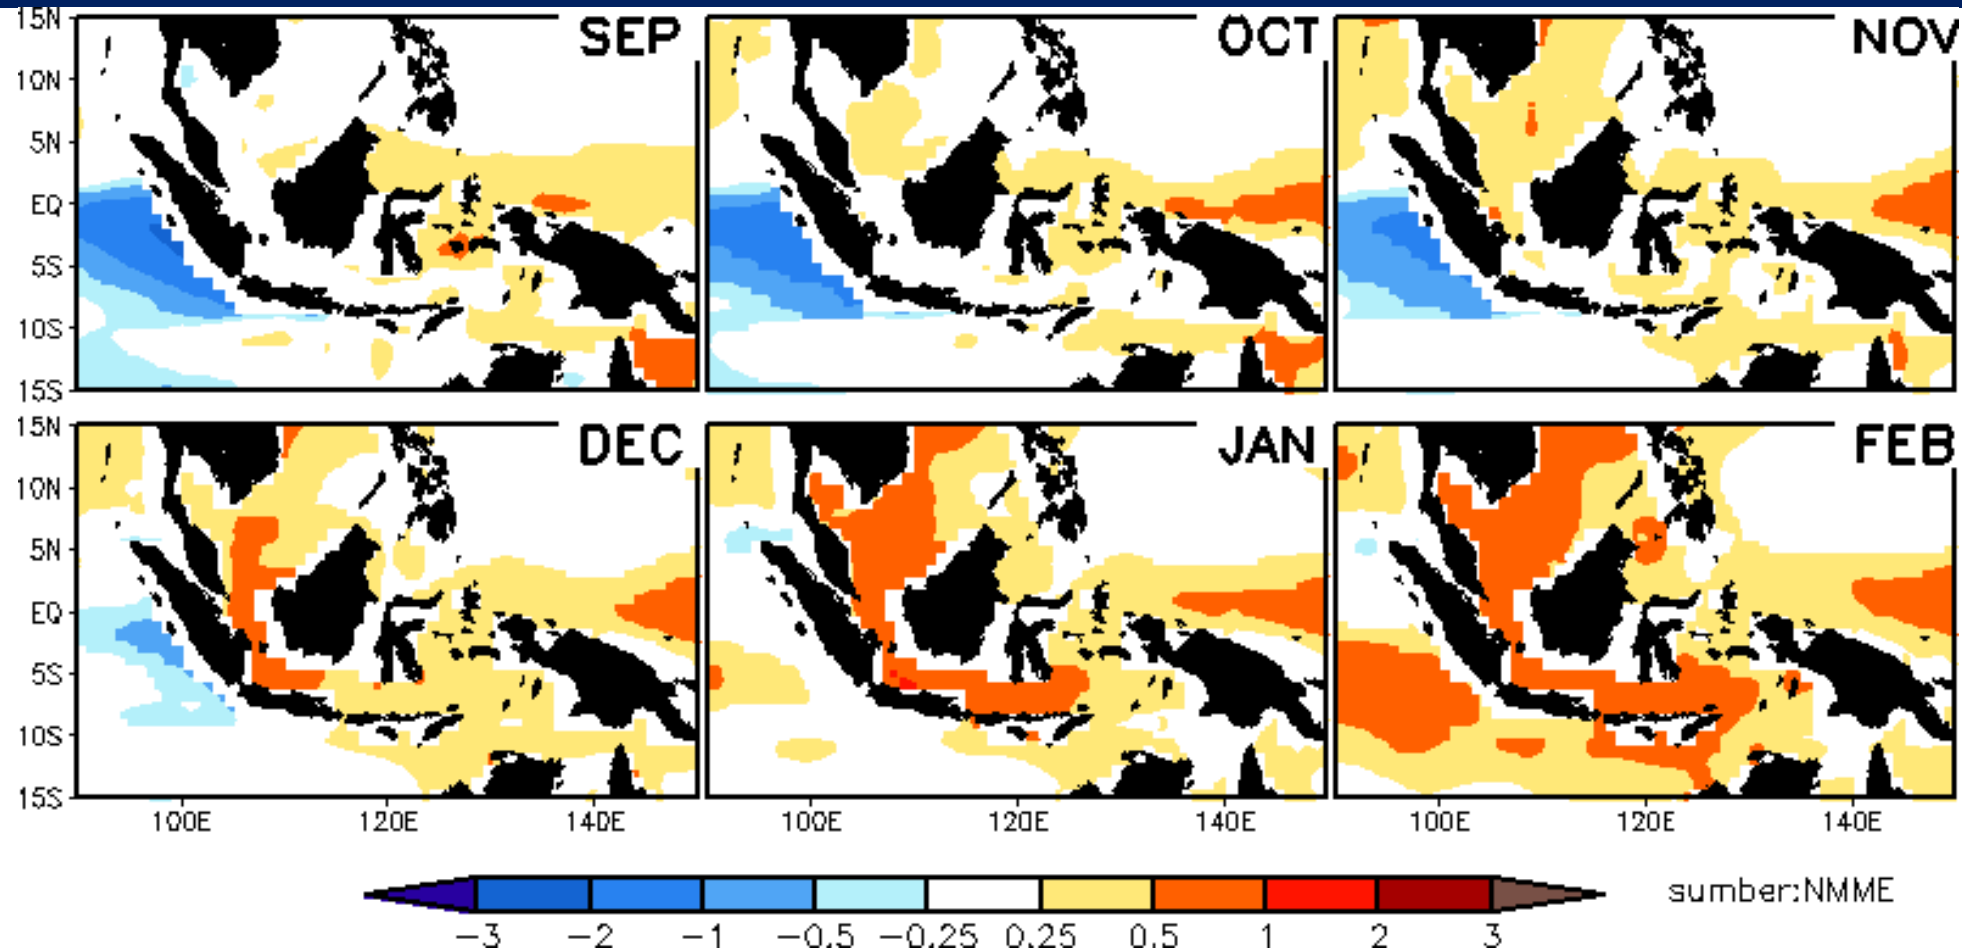 SEP
OCT
NOV
15N
10N
5N
EQ
5S
10S
15S
DEC
JAN
FEB
15N
10N
5N
EQ
5S
10S
15S
100E 120E 140E 100E 120E 140E 100E 120E 140E
−3 −2 −1 −0.5 −0.25 0.25 0.5 1 2 3
sumber:NMME